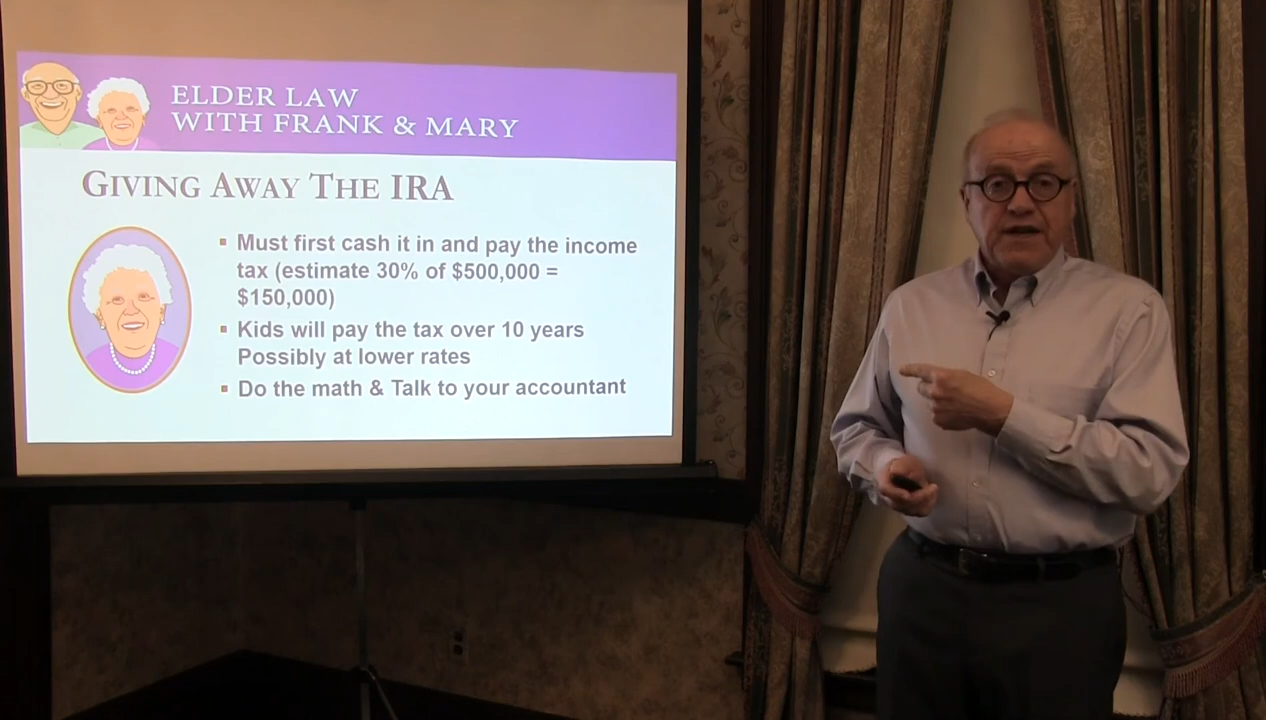 ELDER LAW
WITH FRANK & MARY
GIVING AWAY THE IRA
▪ Must first cash it in and pay the income
tax (estimate 30% of $500,000 =
$150,000)
▪ Kids will pay the tax over 10 years
Possibly at lower rates
▪ Do the math & Talk to your accountant